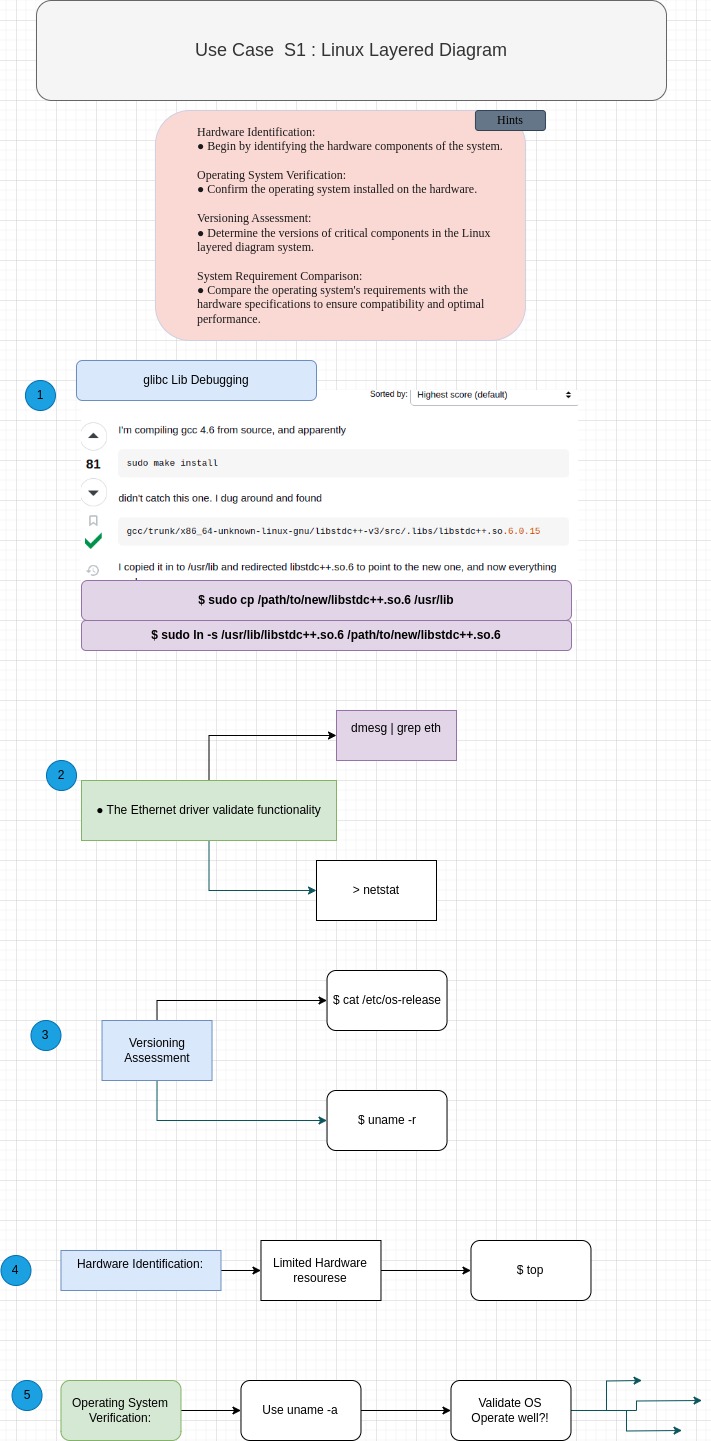 Use Case  S1 : Linux Layered Diagram
Hints
Hardware Identification:
● Begin by identifying the hardware components of the system.
Operating System Verification:
● Confirm the operating system installed on the hardware.
Versioning Assessment:
● Determine the versions of critical components in the Linux
layered diagram system.
System Requirement Comparison:
● Compare the operating system's requirements with the
hardware specifications to ensure compatibility and optimal
performance.
1
glibc Lib Debugging
Sorted by: Highest score (default)
I'm compiling gcc 4.6 from source, and apparently
81
sudo make install
didn't catch this one. I dug around and found
gcc/trunk/x86_64-unknown-linux-gnu/libstdc++-v3/src/.libs/libstdc++.so.6.0.15
I copied it in to /usr/lib and redirected libstdc++.so.6 to point to the new one, and now everything
$ sudo cp /path/to/new/libstdc++.so.6 /usr/lib
$ sudo ln -s /usr/lib/libstdc++.so.6 /path/to/new/libstdc++.so.6
dmesg | grep eth
2
● The Ethernet driver validate functionality
> netstat
$ cat /etc/os-release
3
Versioning
Assessment
$ uname -r
4
Hardware Identification:
Limited Hardware
resourese
$ top
5
Operating System
Verification:
Use uname -a
Validate OS
Operate well?!